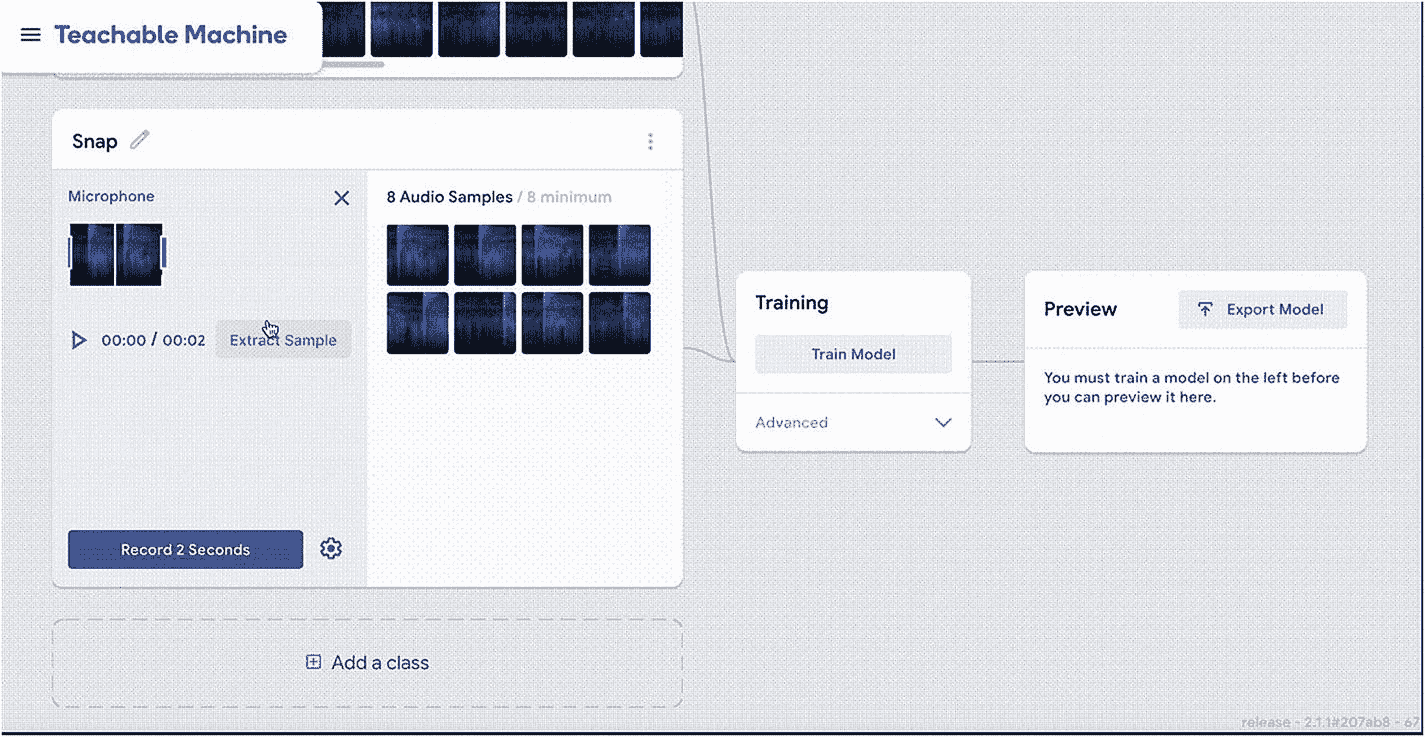 Teachable Machine
Snap
Microphone
8 Audio Samples / 8 minimum
00:00 / 00:02
Extract Sample
Record 2 Seconds
Add a class
Training
Train Model
Advanced
Preview
Export Model
You must train a model on the left before
you can preview it here.
release - 2.1.1#207ab8 - 67